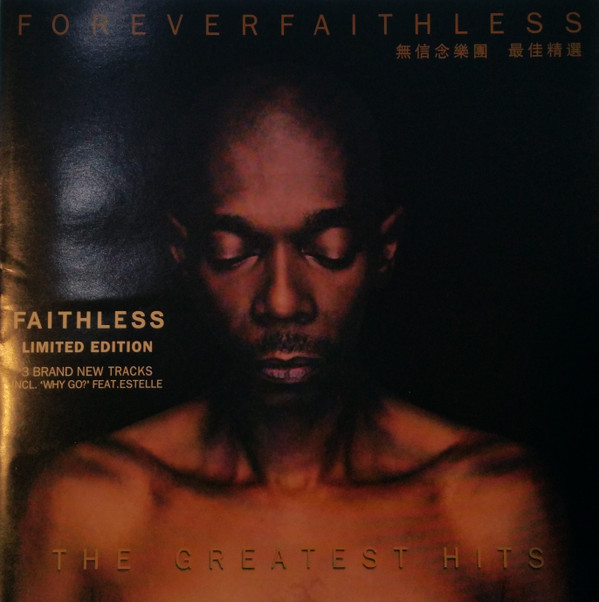 FOREVERFAITHLESS
無信念樂團 最佳精選
FAITHLESS
LIMITED EDITION
3 BRAND NEW TRACKS
INCL. 'WHY GO?' FEAT.ESTELLE
THE GREATEST HITS